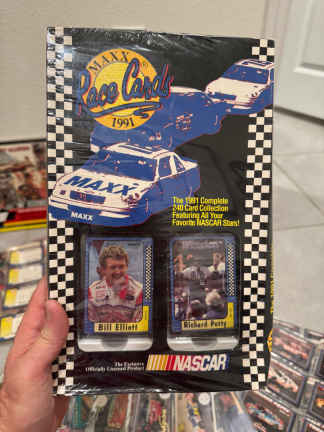 MAXX
Race Cards
1991
MAXX
MAXX
The 1991 Complete
240 Card Collection
Featuring All Your
Favorite NASCAR Stars!
Bill Elliott
Richard Petty
The Exclusive
Officially Licensed Product
NASCAR